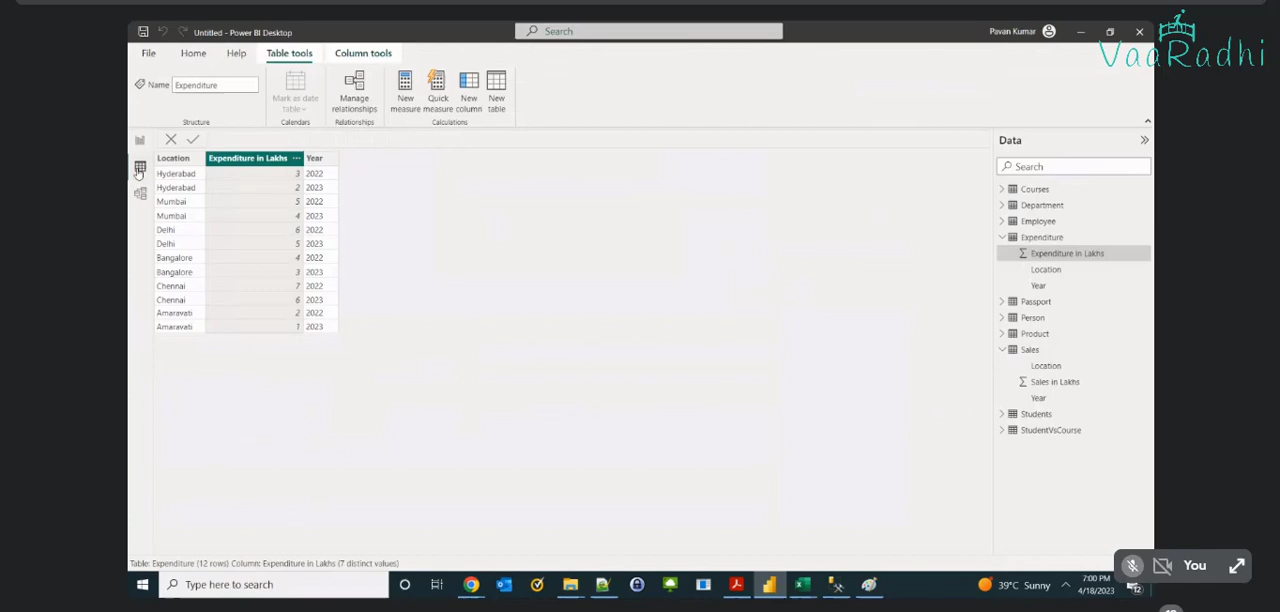 Untitled - Power BI Desktop
Search
Pavan Kumar
VaaRadhi
File Home Help Table tools Column tools
Name Expenditure
Mark as date table
Manage relationships
New measure
Quick measure
New column
New table
Structure
Calendars
Relationships
Calculations
Location Expenditure in Lakhs ... Year
Hyderabad 3 2022
Hyderabad 2 2023
Mumbai 5 2022
Mumbai 4 2023
Delhi 6 2022
Delhi 5 2023
Bangalore 4 2022
Bangalore 3 2023
Chennai 7 2022
Chennai 6 2023
Amaravati 2 2022
Amaravati 1 2023
Data
Search
Courses
Department
Employee
Expenditure
Expenditure in Lakhs
Location
Year
Passport
Person
Product
Sales
Location
Sales in Lakhs
Year
Students
StudentVsCourse
Table: Expenditure (12 rows) Column: Expenditure in Lakhs (7 distinct values)
You
Type here to search
39°C Sunny
7:00 PM
4/18/2023
12